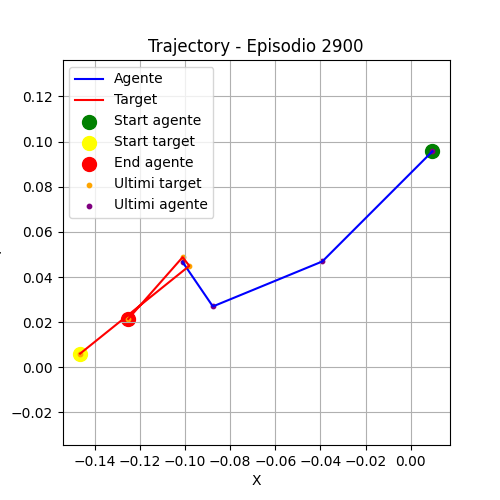 Trajectory - Episodio 2900
Agente
Target
Start agente
Start target
End agente
Ultimi target
Ultimi agente
0.12
0.10
0.08
0.06
0.04
0.02
0.00
−0.02
−0.14 −0.12 −0.10 −0.08 −0.06 −0.04 −0.02 0.00
X